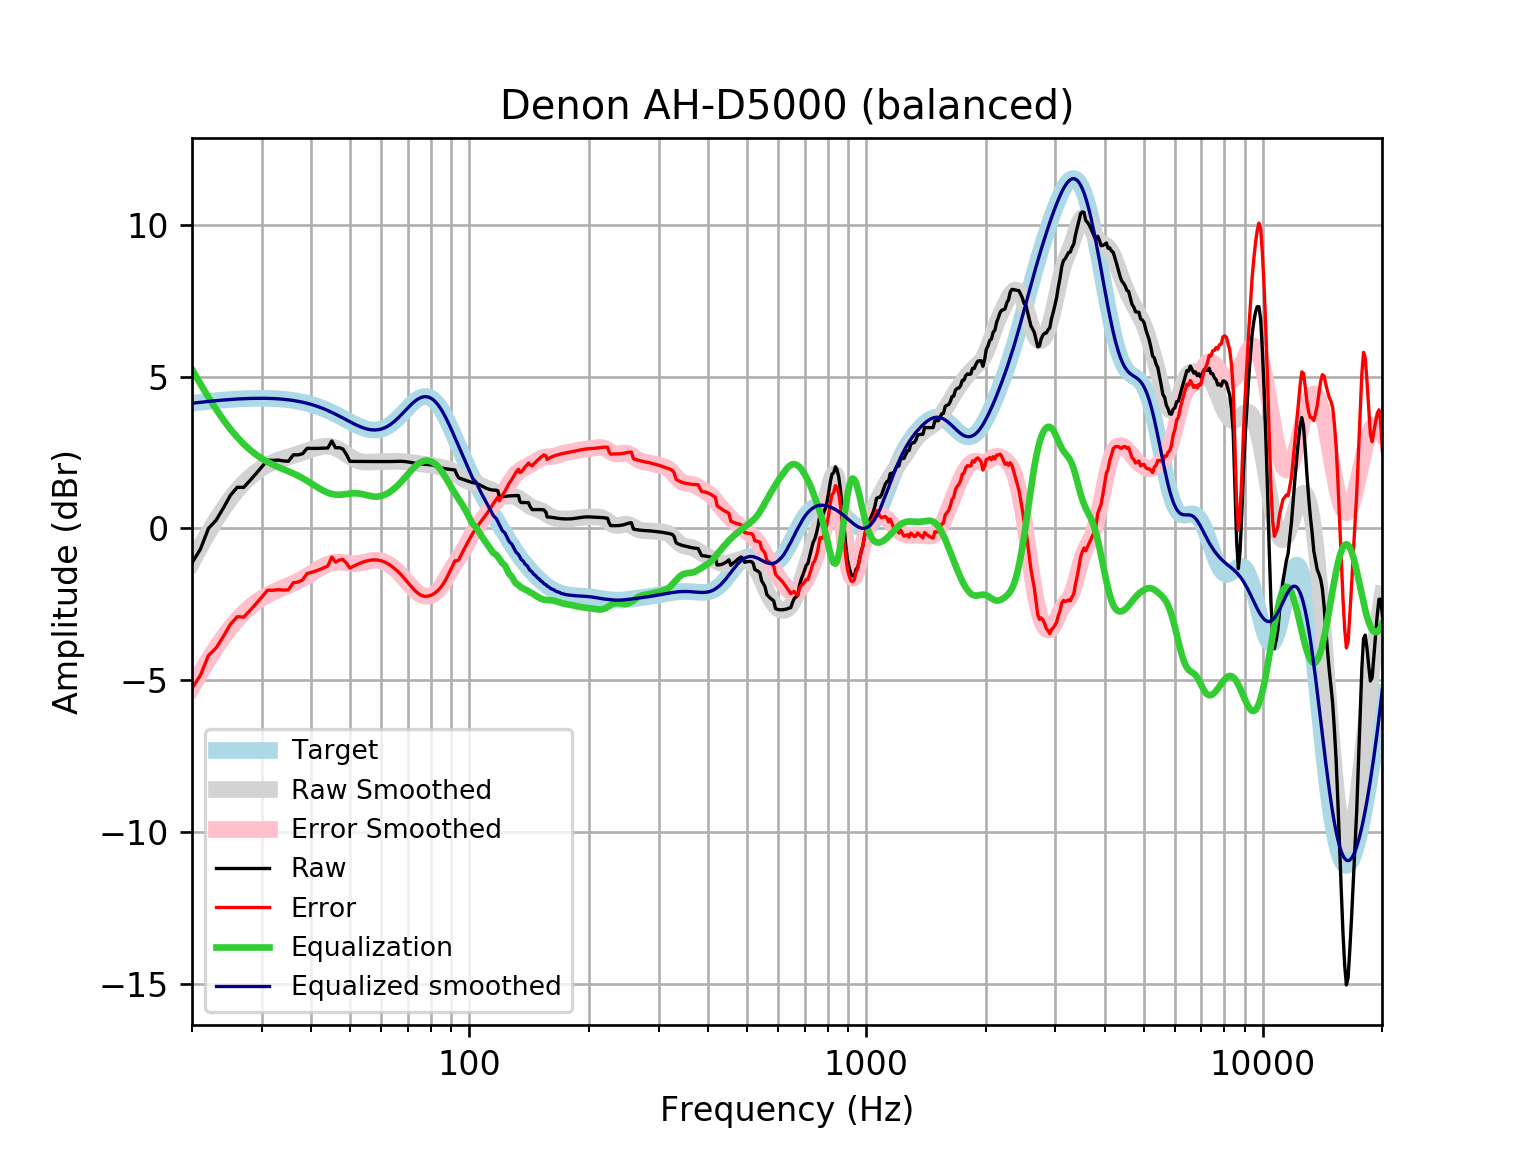 Denon AH-D5000 (balanced)
10
5
0
−5
−10
−15
Amplitude (dBr)
Target
Raw Smoothed
Error Smoothed
Raw
Error
Equalization
Equalized smoothed
100 1000 10000
Frequency (Hz)